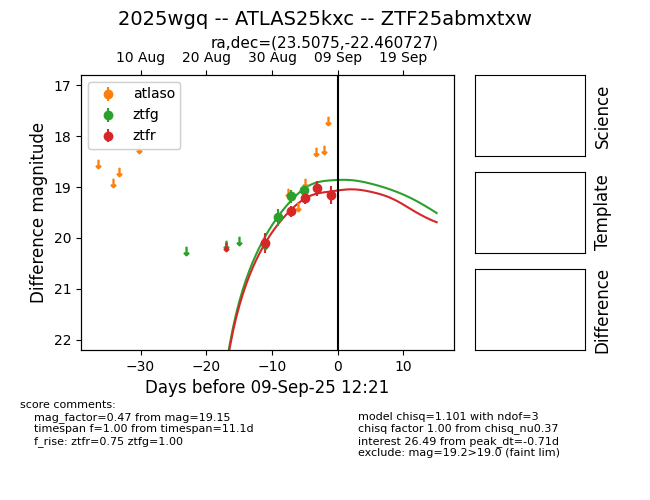 2025wgq -- ATLAS25kxc -- ZTF25abmxtxw
ra,dec=(23.5075,-22.460727)
10 Aug 20 Aug 30 Aug 09 Sep 19 Sep
17
18
19
20
21
22
Difference magnitude
atlaso
ztfg
ztfr
−30 −20 −10 0 10
Days before 09-Sep-25 12:21
Science
Template
Difference
score comments:
mag_factor=0.47 from mag=19.15
timespan f=1.00 from timespan=11.1d
f_rise: ztfr=0.75 ztfg=1.00
model chisq=1.101 with ndof=3
chisq factor 1.00 from chisq_nu0.37
interest 26.49 from peak_dt=-0.71d
exclude: mag=19.2>19.0 (faint lim)